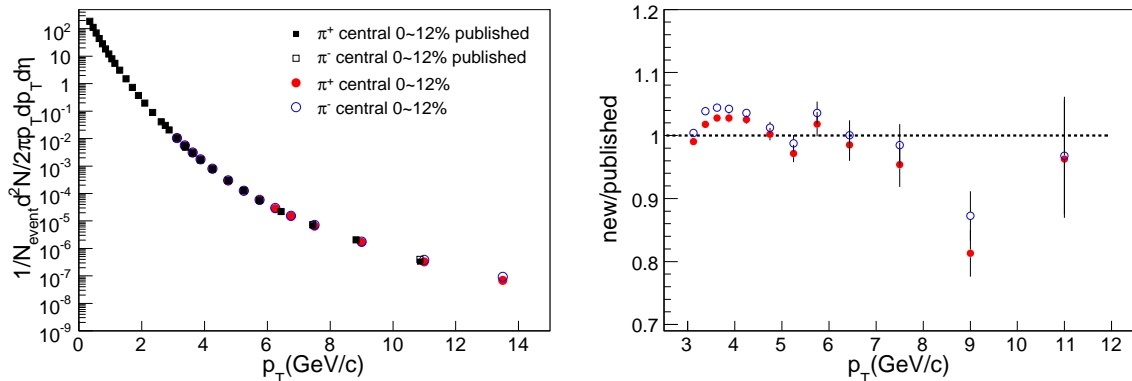 1/N_event d²N/2πp_T dp_T dη
10²
10
1
10⁻¹
10⁻²
10⁻³
10⁻⁴
10⁻⁵
10⁻⁶
10⁻⁷
10⁻⁸
10⁻⁹
π⁺ central 0~12% published
π⁻ central 0~12% published
π⁺ central 0~12%
π⁻ central 0~12%
0 2 4 6 8 10 12 14
p_T(GeV/c)
new/published
1.2
1.1
1
0.9
0.8
0.7
3 4 5 6 7 8 9 10 11 12
p_T(GeV/c)